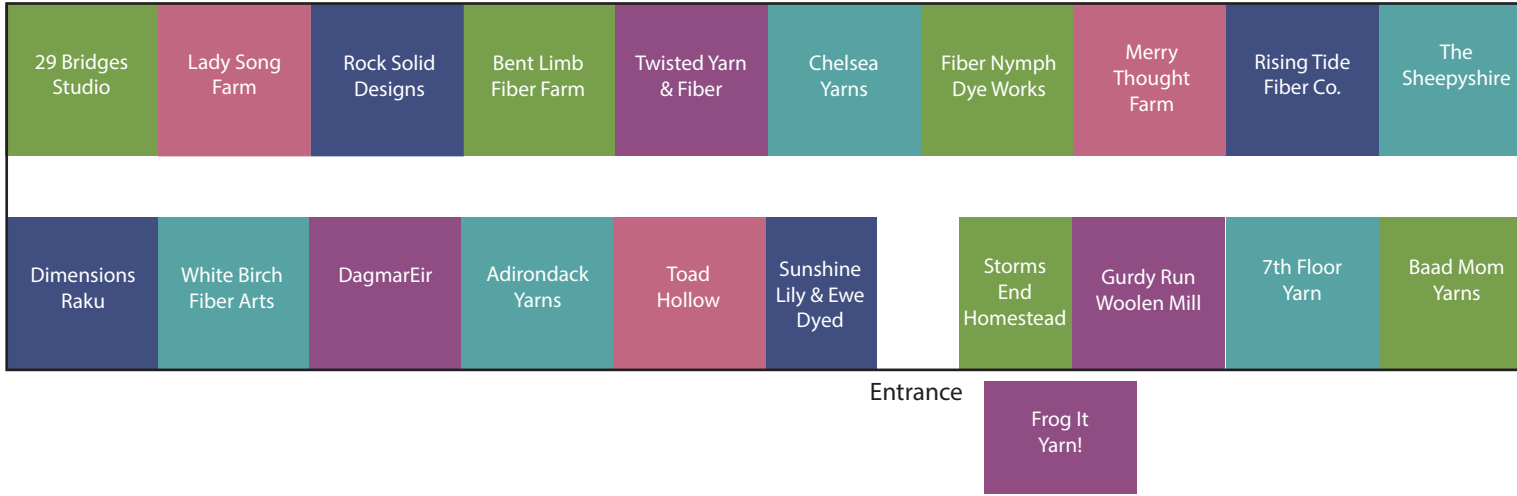 29 Bridges
Studio
Lady Song
Farm
Rock Solid
Designs
Bent Limb
Fiber Farm
Twisted Yarn
& Fiber
Chelsea
Yarns
Fiber Nymph
Dye Works
Merry
Thought
Farm
Rising Tide
Fiber Co.
The
Sheepyshire
Dimensions
Raku
White Birch
Fiber Arts
DagmarEir
Adirondack
Yarns
Toad
Hollow
Sunshine
Lily & Ewe
Dyed
Storms
End
Homestead
Gurdy Run
Woolen Mill
7th Floor
Yarn
Baad Mom
Yarns
Entrance
Frog It
Yarn!